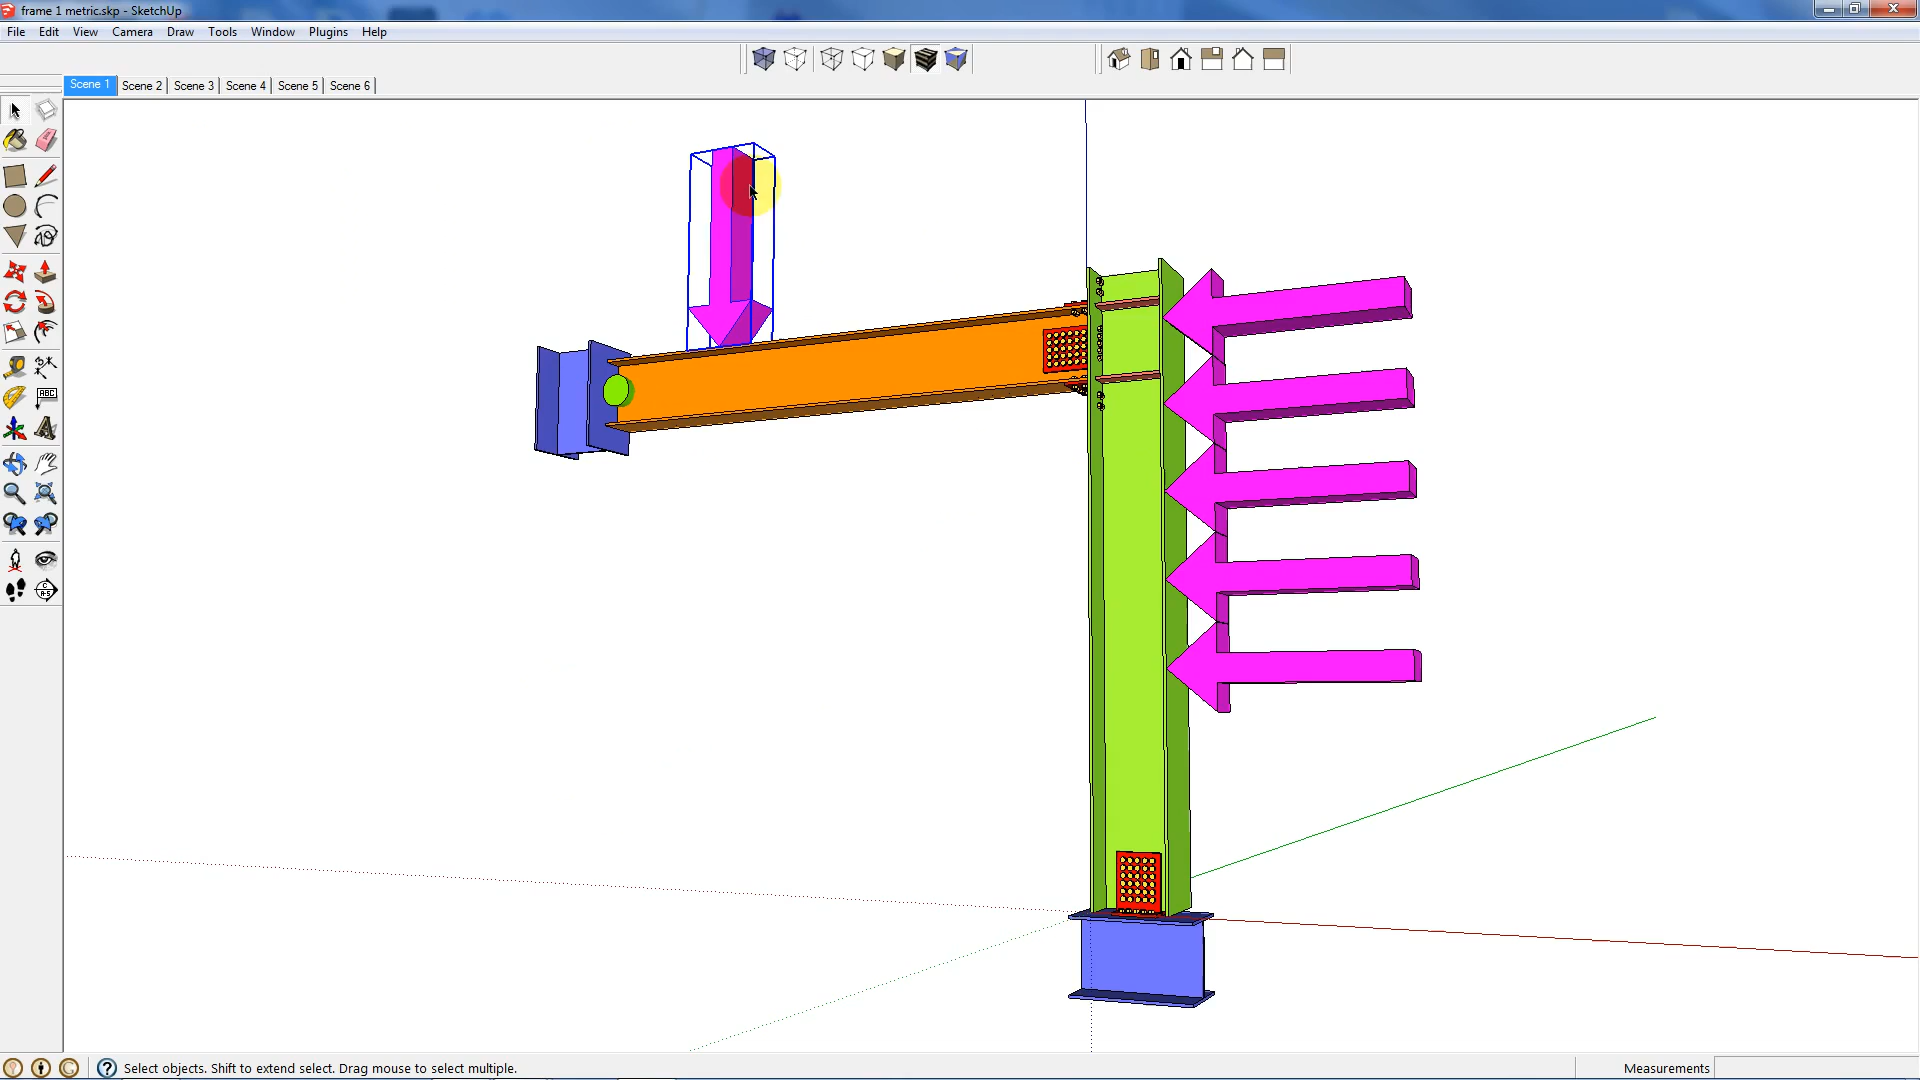 frame 1 metric.skp - SketchUp
File Edit View Camera Draw Tools Window Plugins Help
Scene 1 Scene 2 Scene 3 Scene 4 Scene 5 Scene 6
ABC
A
Select objects. Shift to extend select. Drag mouse to select multiple.
Measurements